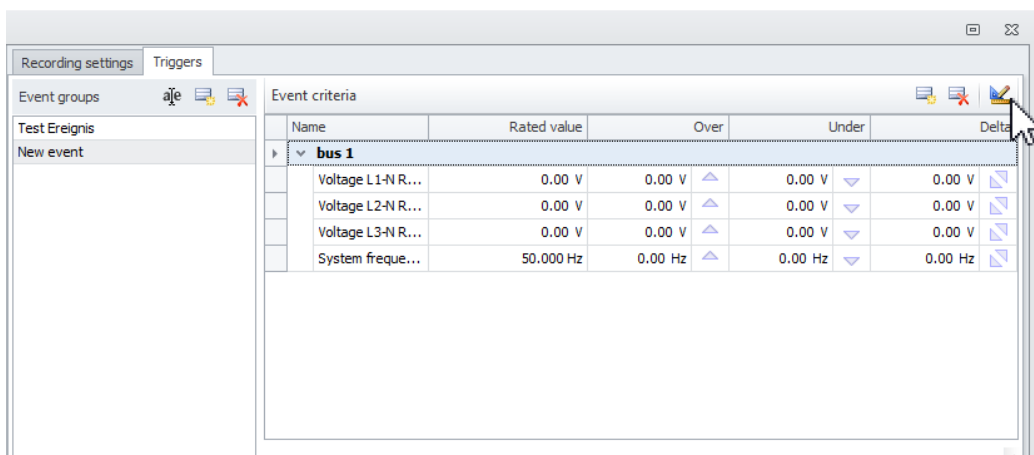 Recording settings Triggers
Event groups Event criteria
Test Ereignis
New event
Name Rated value Over Under Delta
bus 1
Voltage L1-N R... 0.00 V 0.00 V 0.00 V 0.00 V
Voltage L2-N R... 0.00 V 0.00 V 0.00 V 0.00 V
Voltage L3-N R... 0.00 V 0.00 V 0.00 V 0.00 V
System freque... 50.000 Hz 0.00 Hz 0.00 Hz 0.00 Hz